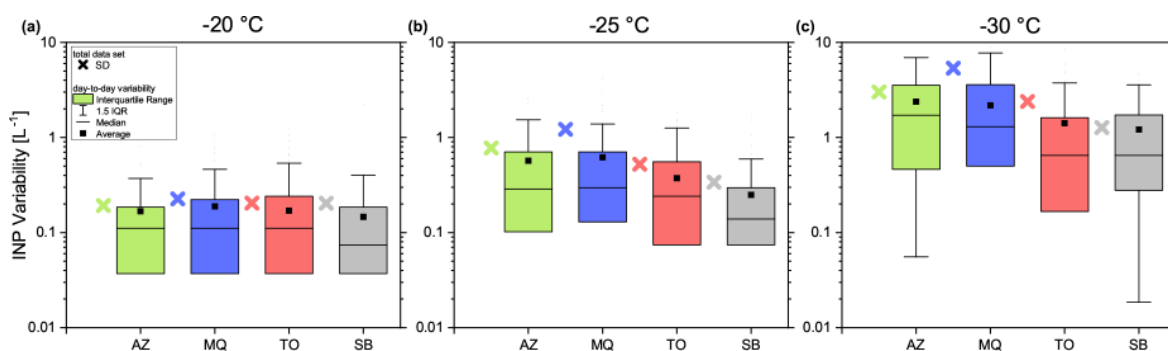 (a) -20 °C
(b) -25 °C
(c) -30 °C
total data set
SD
day-to-day variability
Interquartile Range
1.5 IQR
Median
Average
INP Variability [L⁻¹]
10
1
0.1
0.01
AZ MQ TO SB
10
1
0.1
0.01
AZ MQ TO SB
10
1
0.1
0.01
AZ MQ TO SB